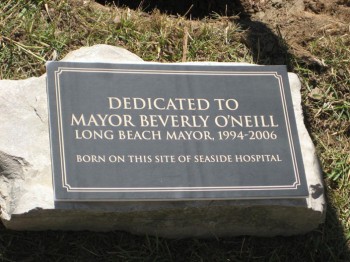 DEDICATED TO
MAYOR BEVERLY O'NEILL
LONG BEACH MAYOR, 1994-2006
BORN ON THIS SITE OF SEASIDE HOSPITAL